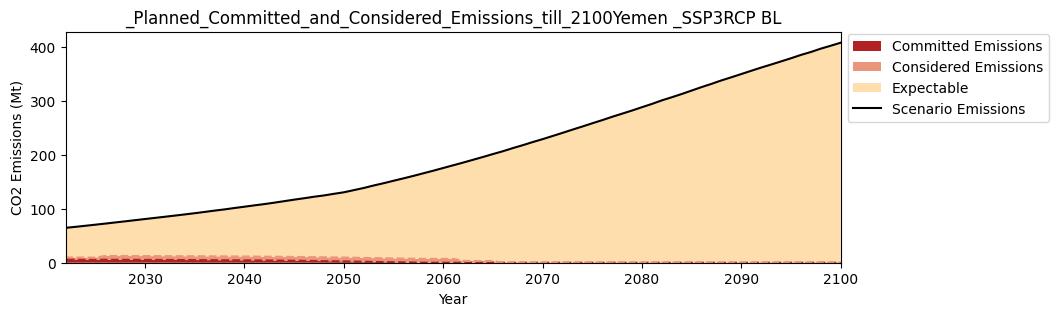 _Planned_Committed_and_Considered_Emissions_till_2100Yemen _SSP3RCP BL
Committed Emissions
Considered Emissions
Expectable
Scenario Emissions
CO2 Emissions (Mt)
400
300
200
100
0
2030 2040 2050 2060 2070 2080 2090 2100
Year